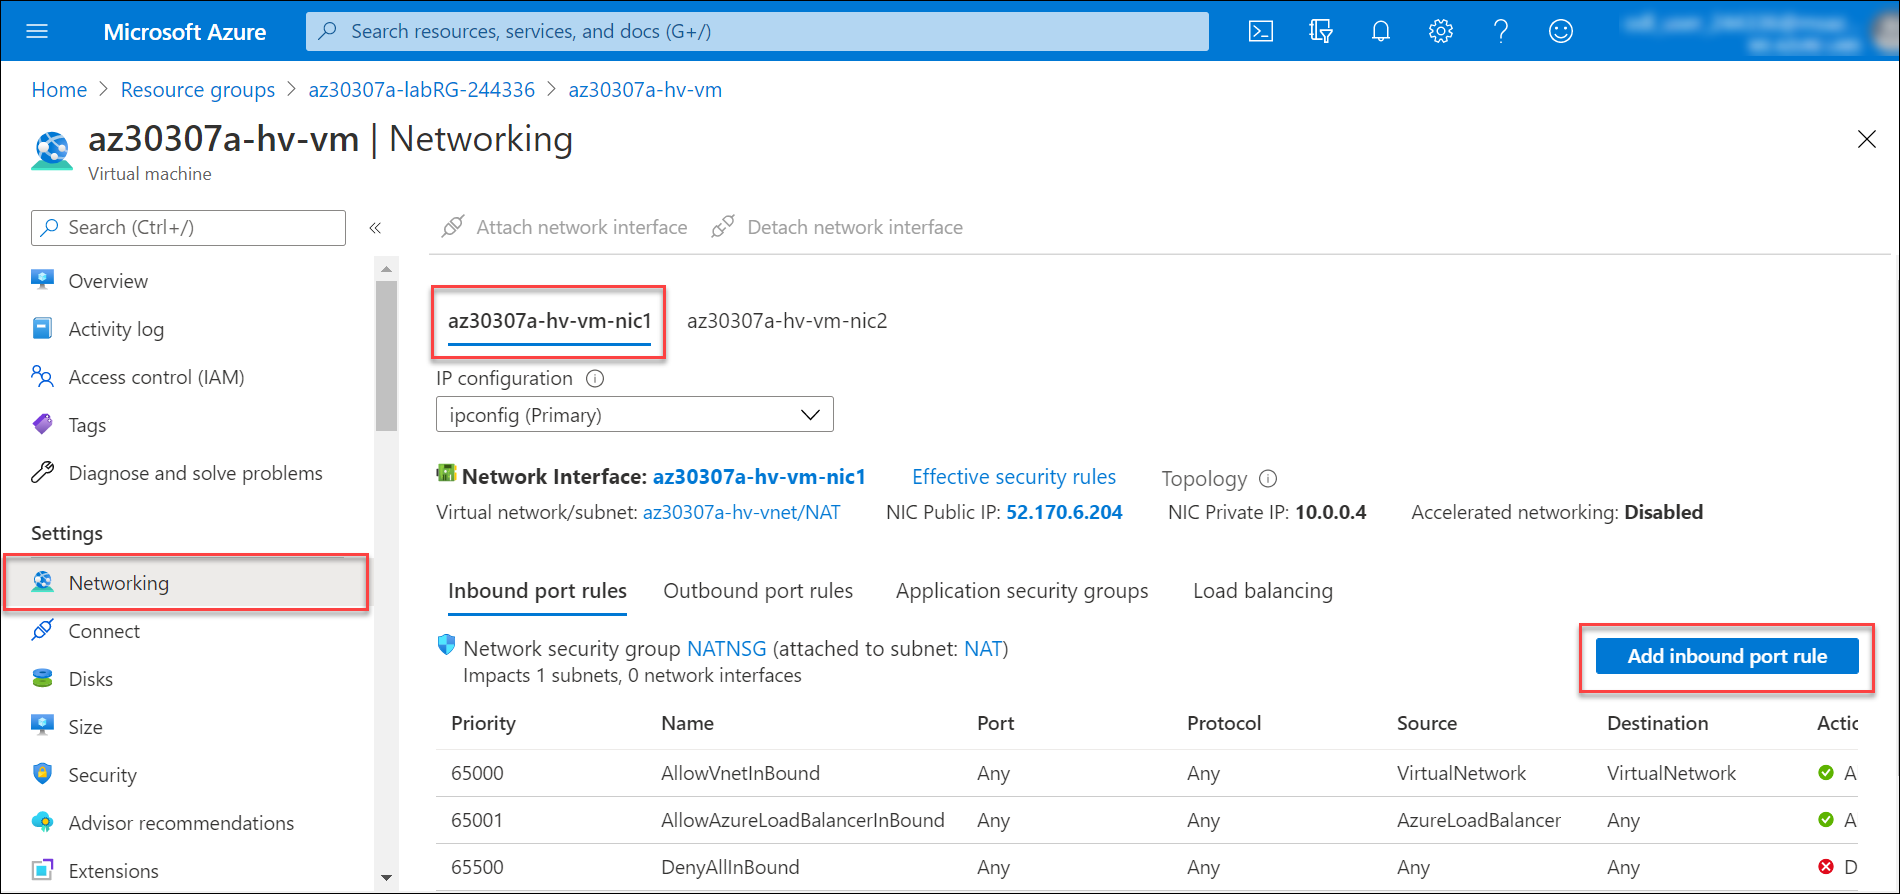 Microsoft Azure
Search resources, services, and docs (G+/)
Home > Resource groups > az30307a-labRG-244336 > az30307a-hv-vm
az30307a-hv-vm | Networking
Virtual machine
Search (Ctrl+/)
«
Overview
Activity log
Access control (IAM)
Tags
Diagnose and solve problems
Settings
Networking
Connect
Disks
Size
Security
Advisor recommendations
Extensions
Attach network interface Detach network interface
az30307a-hv-vm-nic1 az30307a-hv-vm-nic2
IP configuration
ipconfig (Primary)
Network Interface: az30307a-hv-vm-nic1 Effective security rules Topology
Virtual network/subnet: az30307a-hv-vnet/NAT NIC Public IP: 52.170.6.204 NIC Private IP: 10.0.0.4 Accelerated networking: Disabled
Inbound port rules Outbound port rules Application security groups Load balancing
Network security group NATNSG (attached to subnet: NAT)
Impacts 1 subnets, 0 network interfaces
Add inbound port rule
Priority Name Port Protocol Source Destination Actic
65000 AllowVnetInBound Any Any VirtualNetwork VirtualNetwork A
65001 AllowAzureLoadBalancerInBound Any Any AzureLoadBalancer Any A
65500 DenyAllInBound Any Any Any Any D